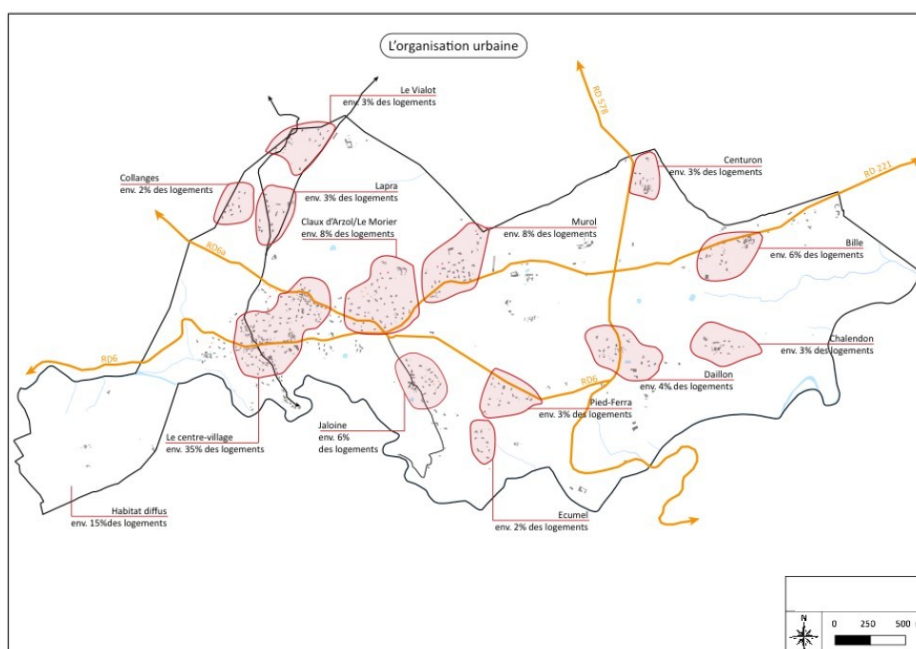 L'organisation urbaine
Le Vialot
env. 3% des logements
RD 578
Centuron
env. 3% des logements
RD 221
Collanges
env. 2% des logements
Lapra
env. 3% des logements
Claux d'Arzol/Le Morier
env. 8% des logements
Murol
env. 8% des logements
RD6a
Bille
env. 6% des logements
RD6
Chalendon
env. 3% des logements
Daillon
env. 4% des logements
RD6
Pied-Ferra
env. 3% des logements
Le centre-village
env. 35% des logements
Jaloine
env. 6%
des logements
Habitat diffus
env. 15%des logements
Ecumel
env. 2% des logements
N
0 250 500